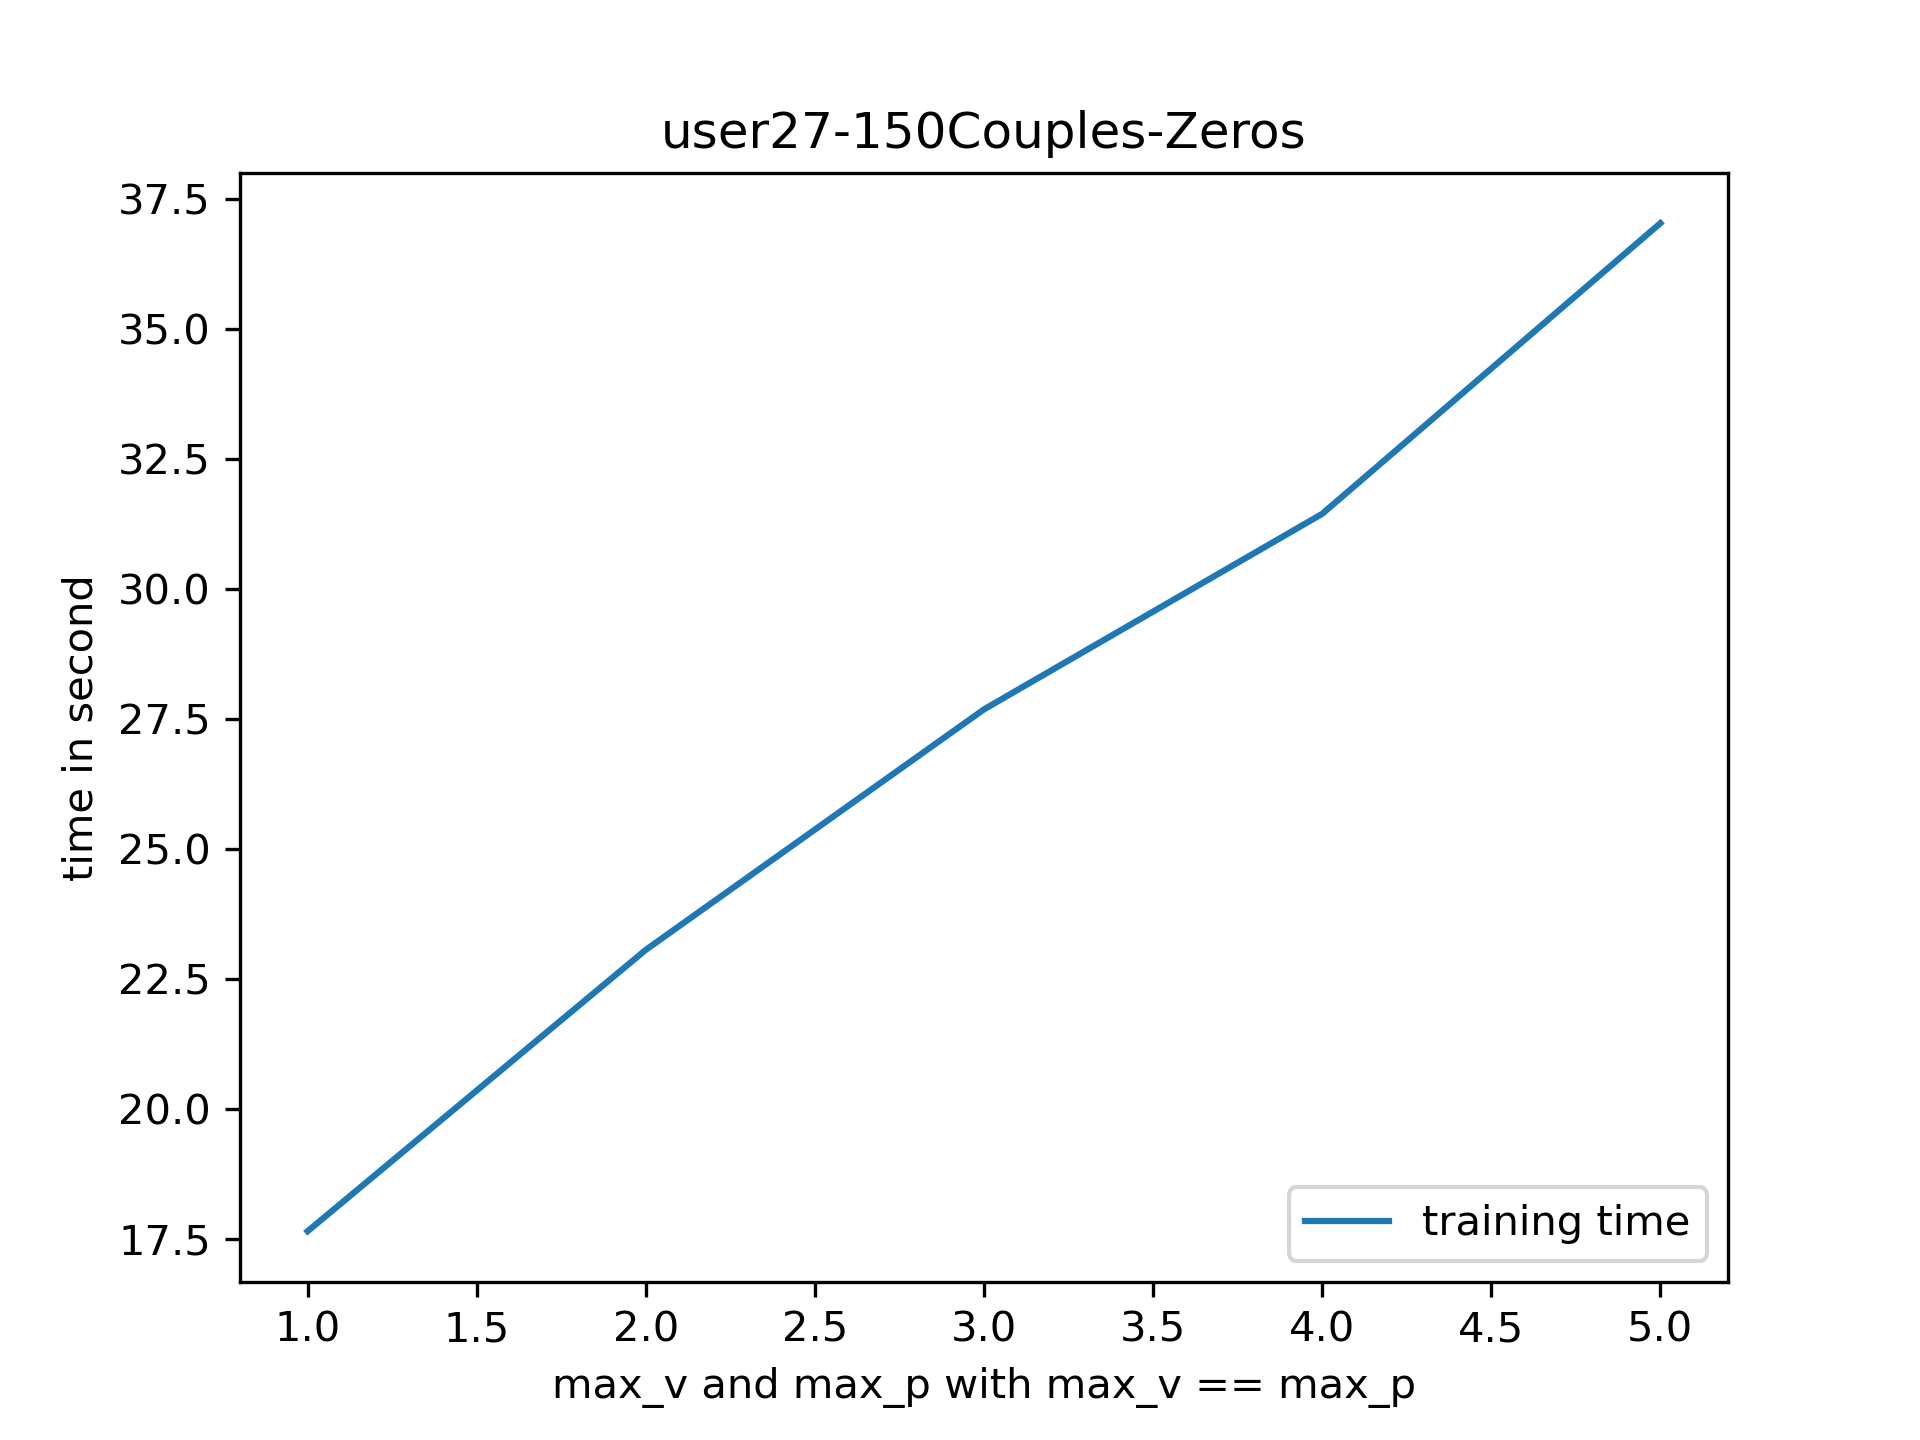 user27-150Couples-Zeros
37.5
35.0
32.5
30.0
27.5
25.0
22.5
20.0
17.5
time in second
training time
1.0 1.5 2.0 2.5 3.0 3.5 4.0 4.5 5.0
max_v and max_p with max_v == max_p